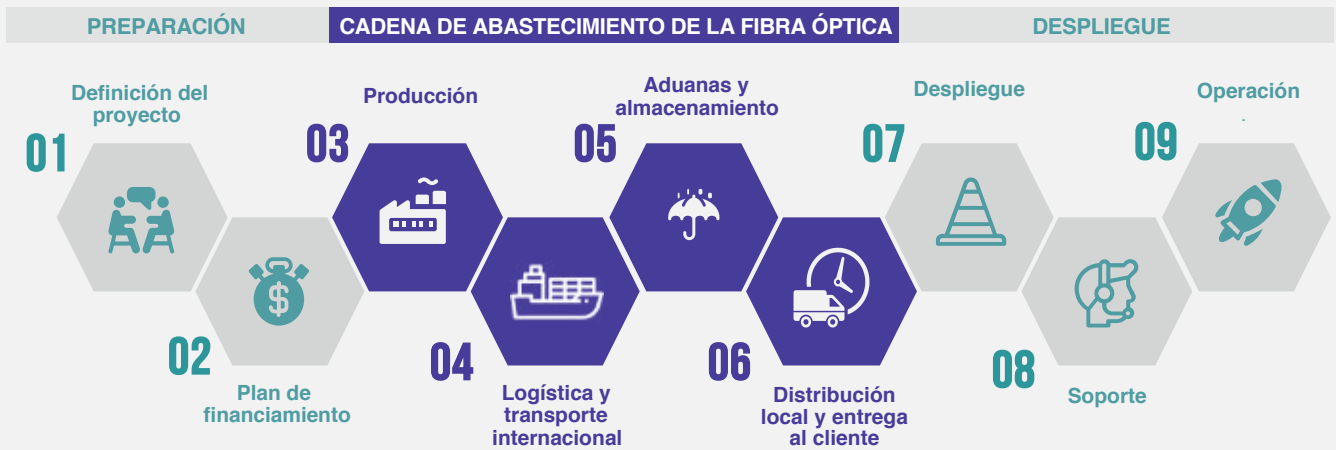 PREPARACIÓN
CADENA DE ABASTECIMIENTO DE LA FIBRA ÓPTICA
DESPLIEGUE
01
Definición del
proyecto
02
Plan de
financiamiento
03
Producción
04
Logística y
transporte
internacional
05
Aduanas y
almacenamiento
06
Distribución
local y entrega
al cliente
07
Despliegue
08
Soporte
09
Operación
.
$